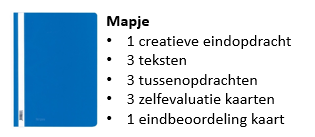 Mapje
• 1 creatieve eindopdracht
• 3 teksten
• 3 tussenopdrachten
• 3 zelfevaluatie kaarten
• 1 eindbeoordeling kaart